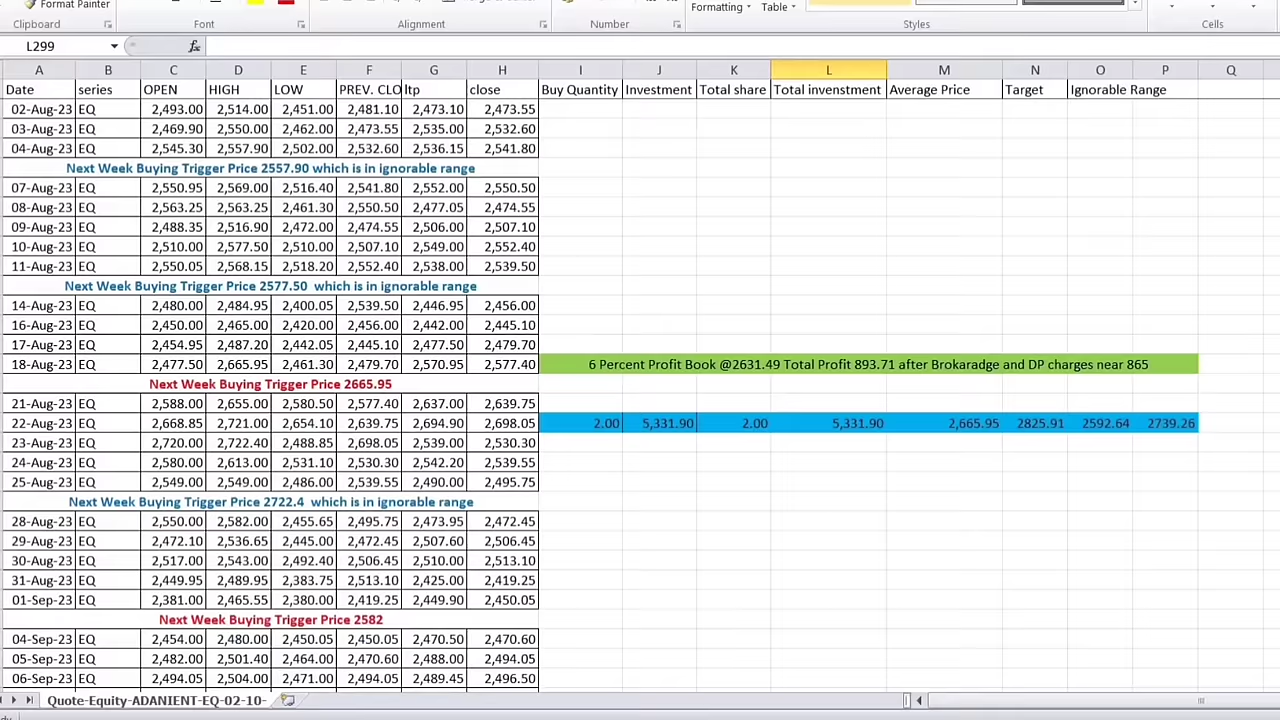 Format Painter
Formatting Table
Clipboard Font Alignment Number Styles Cells
L299 fx
A B C D E F G H I J K L M N O P Q
Date series OPEN HIGH LOW PREV. CLO ltp close Buy Quantity Investment Total share Total invenstment Average Price Target Ignorable Range
02-Aug-23 EQ 2,493.00 2,514.00 2,451.00 2,481.10 2,473.10 2,473.55
03-Aug-23 EQ 2,469.90 2,550.00 2,462.00 2,473.55 2,535.00 2,532.60
04-Aug-23 EQ 2,545.30 2,557.90 2,502.00 2,532.60 2,536.15 2,541.80
Next Week Buying Trigger Price 2557.90 which is in ignorable range
07-Aug-23 EQ 2,550.95 2,569.00 2,516.40 2,541.80 2,552.00 2,550.50
08-Aug-23 EQ 2,563.25 2,563.25 2,461.30 2,550.50 2,477.05 2,474.55
09-Aug-23 EQ 2,488.35 2,516.90 2,472.00 2,474.55 2,506.00 2,507.10
10-Aug-23 EQ 2,510.00 2,577.50 2,510.00 2,507.10 2,549.00 2,552.40
11-Aug-23 EQ 2,550.05 2,568.15 2,518.20 2,552.40 2,538.00 2,539.50
Next Week Buying Trigger Price 2577.50 which is in ignorable range
14-Aug-23 EQ 2,480.00 2,484.95 2,400.05 2,539.50 2,446.95 2,456.00
16-Aug-23 EQ 2,450.00 2,465.00 2,420.00 2,456.00 2,442.00 2,445.10
17-Aug-23 EQ 2,454.95 2,487.20 2,442.05 2,445.10 2,477.50 2,479.70
18-Aug-23 EQ 2,477.50 2,665.95 2,461.30 2,479.70 2,570.95 2,577.40 6 Percent Profit Book @2631.49 Total Profit 893.71 after Brokaradge and DP charges near 865
Next Week Buying Trigger Price 2665.95
21-Aug-23 EQ 2,588.00 2,655.00 2,580.50 2,577.40 2,637.00 2,639.75
22-Aug-23 EQ 2,668.85 2,721.00 2,654.10 2,639.75 2,694.90 2,698.05 2.00 5,331.90 2.00 5,331.90 2,665.95 2825.91 2592.64 2739.26
23-Aug-23 EQ 2,720.00 2,722.40 2,488.85 2,698.05 2,539.00 2,530.30
24-Aug-23 EQ 2,580.00 2,613.00 2,531.10 2,530.30 2,542.20 2,539.55
25-Aug-23 EQ 2,549.00 2,549.00 2,486.00 2,539.55 2,490.00 2,495.75
Next Week Buying Trigger Price 2722.4 which is in ignorable range
28-Aug-23 EQ 2,550.00 2,582.00 2,455.65 2,495.75 2,473.95 2,472.45
29-Aug-23 EQ 2,472.10 2,536.65 2,445.00 2,472.45 2,507.60 2,506.45
30-Aug-23 EQ 2,517.00 2,543.00 2,492.40 2,506.45 2,510.00 2,513.10
31-Aug-23 EQ 2,449.95 2,489.95 2,383.75 2,513.10 2,425.00 2,419.25
01-Sep-23 EQ 2,381.00 2,465.55 2,380.00 2,419.25 2,449.90 2,450.05
Next Week Buying Trigger Price 2582
04-Sep-23 EQ 2,454.00 2,480.00 2,450.05 2,450.05 2,470.50 2,470.60
05-Sep-23 EQ 2,482.00 2,501.40 2,464.00 2,470.60 2,488.00 2,494.05
06-Sep-23 EQ 2,494.05 2,504.00 2,471.00 2,494.05 2,489.45 2,496.50
Quote-Equity-ADANIENT-EQ-02-10-